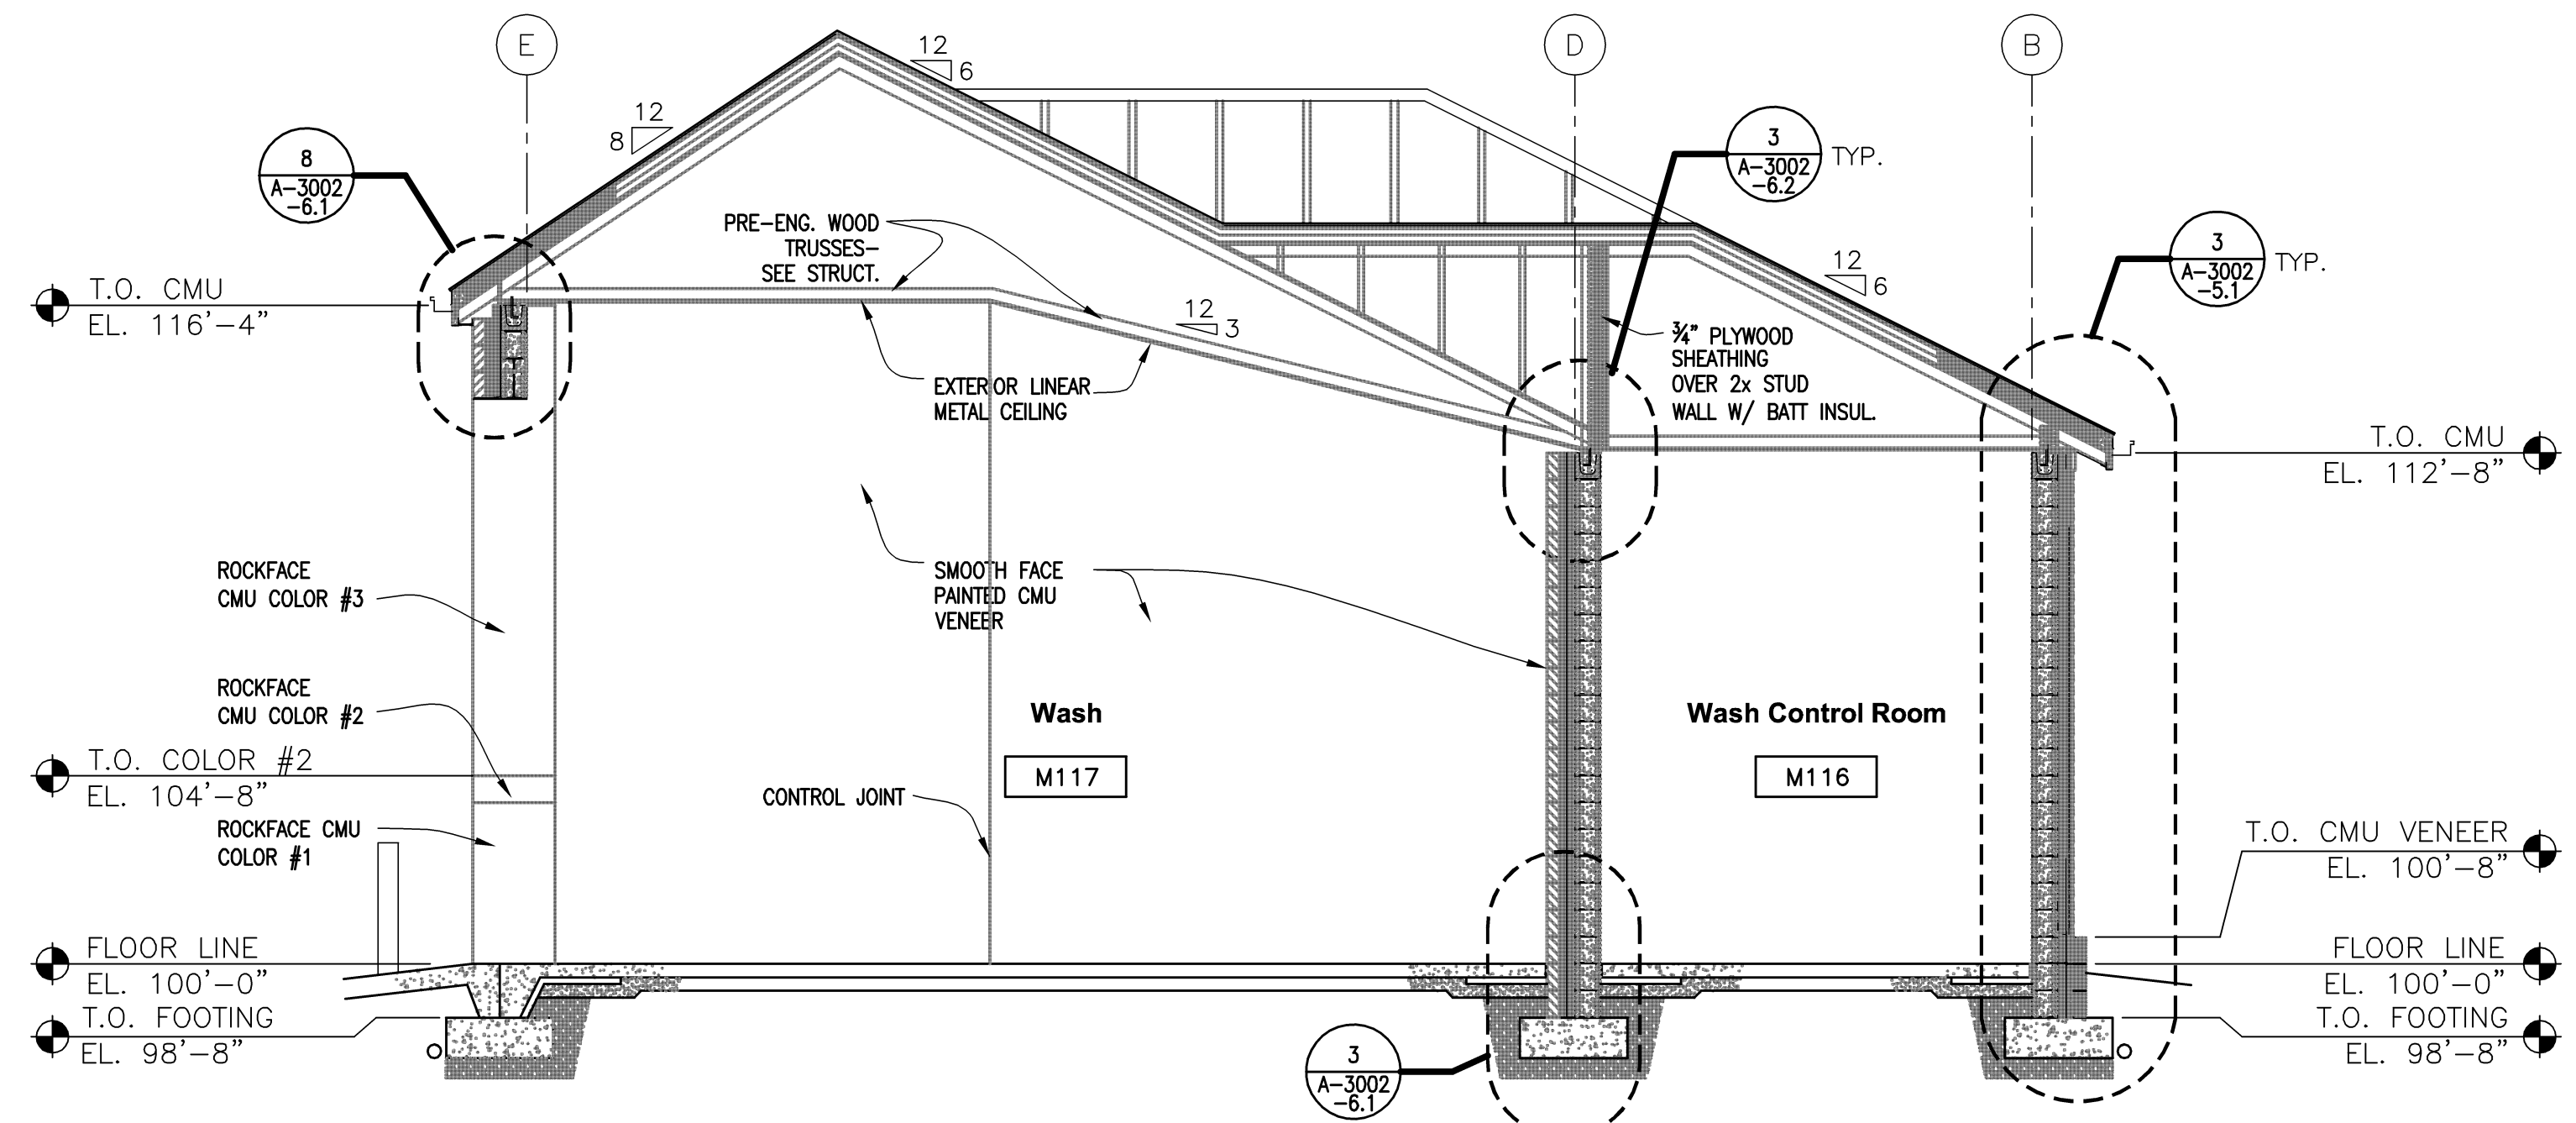 E
D
B
12
6
12
8
8
A-3002
-6.1
3
A-3002
-6.2
TYP.
3
A-3002
-5.1
TYP.
PRE-ENG. WOOD
TRUSSES-
SEE STRUCT.
12
6
T.O. CMU
EL. 116'-4"
12
3
3/4" PLYWOOD
SHEATHING
OVER 2x STUD
WALL W/ BATT INSUL.
EXTERIOR LINEAR
METAL CEILING
T.O. CMU
EL. 112'-8"
ROCKFACE
CMU COLOR #3
SMOOTH FACE
PAINTED CMU
VENEER
ROCKFACE
CMU COLOR #2
Wash
M117
Wash Control Room
M116
T.O. COLOR #2
EL. 104'-8"
CONTROL JOINT
ROCKFACE CMU
COLOR #1
T.O. CMU VENEER
EL. 100'-8"
FLOOR LINE
EL. 100'-0"
FLOOR LINE
EL. 100'-0"
T.O. FOOTING
EL. 98'-8"
T.O. FOOTING
EL. 98'-8"
3
A-3002
-6.1